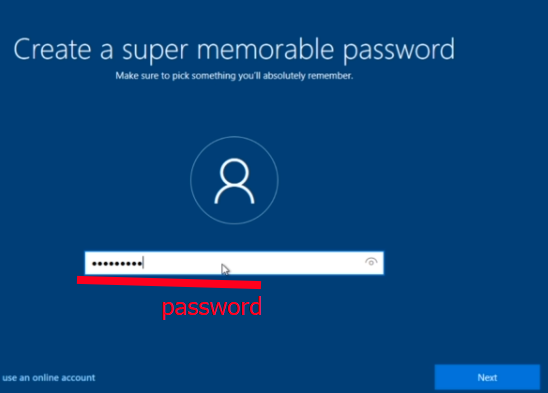 Create a super memorable password
Make sure to pick something you'll absolutely remember.
•••••••••
password
use an online account
Next